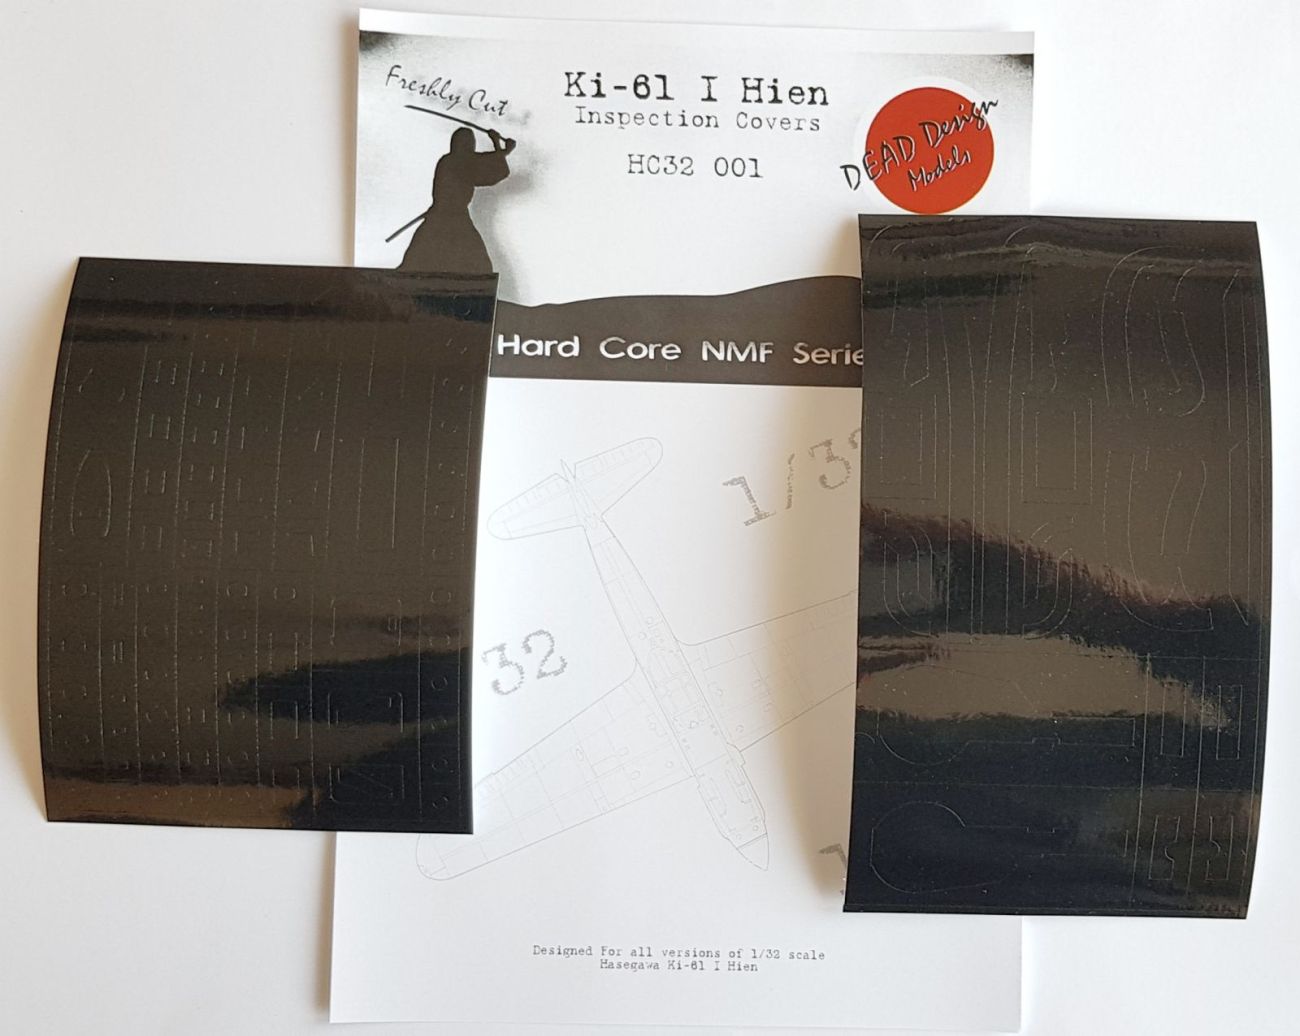 Freshly Cut
Ki-61 I Hien
Inspection Covers
HC32 001
DEAD Design
Models
Hard Core NMF Serie
1/32
32
1
Designed For all versions of 1/32 scale
Hasegawa Ki-61 I Hien